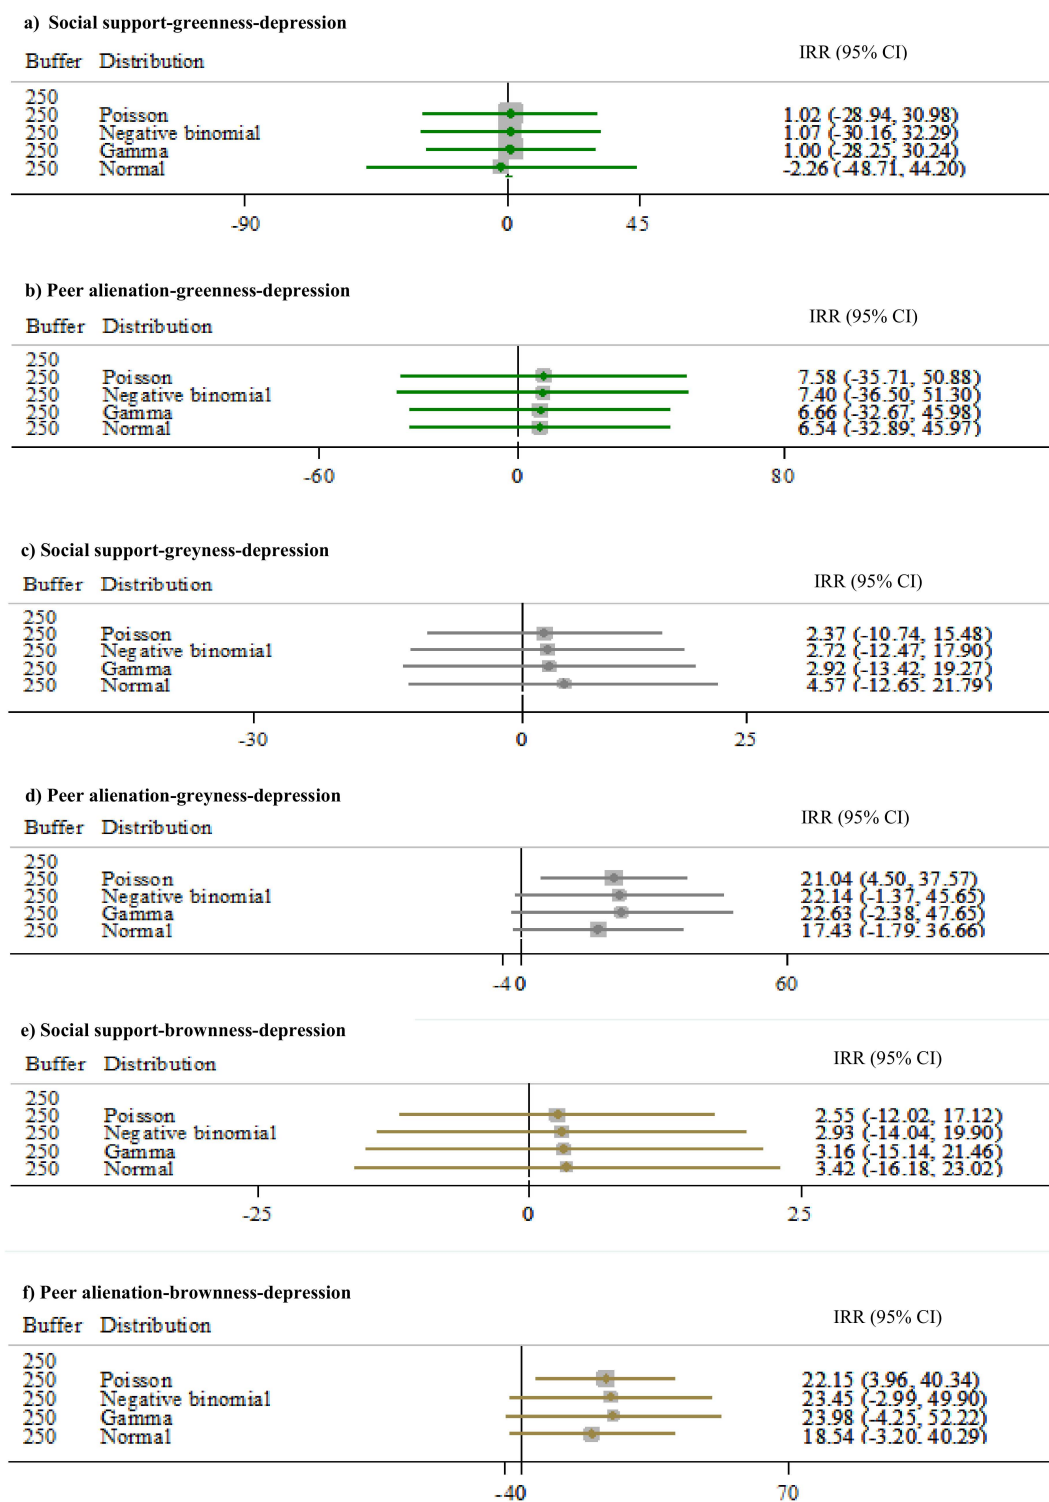 a) Social support-greenness-depression
Buffer Distribution IRR (95% CI)
250
250 Poisson 1.02 (-28.94, 30.98)
250 Negative binomial 1.07 (-30.16, 32.29)
250 Gamma 1.00 (-28.25, 30.24)
250 Normal -2.26 (-48.71, 44.20)
-90 0 45
b) Peer alienation-greenness-depression
Buffer Distribution IRR (95% CI)
250
250 Poisson 7.58 (-35.71, 50.88)
250 Negative binomial 7.40 (-36.50, 51.30)
250 Gamma 6.66 (-32.67, 45.98)
250 Normal 6.54 (-32.89, 45.97)
-60 0 80
c) Social support-greyness-depression
Buffer Distribution IRR (95% CI)
250
250 Poisson 2.37 (-10.74, 15.48)
250 Negative binomial 2.72 (-12.47, 17.90)
250 Gamma 2.92 (-13.42, 19.27)
250 Normal 4.57 (-12.65, 21.79)
-30 0 25
d) Peer alienation-greyness-depression
Buffer Distribution IRR (95% CI)
250
250 Poisson 21.04 (4.50, 37.57)
250 Negative binomial 22.14 (-1.37, 45.65)
250 Gamma 22.63 (-2.38, 47.65)
250 Normal 17.43 (-1.79, 36.66)
-4 0 60
e) Social support-brownness-depression
Buffer Distribution IRR (95% CI)
250
250 Poisson 2.55 (-12.02, 17.12)
250 Negative binomial 2.93 (-14.04, 19.90)
250 Gamma 3.16 (-15.14, 21.46)
250 Normal 3.42 (-16.18, 23.02)
-25 0 25
f) Peer alienation-brownness-depression
Buffer Distribution IRR (95% CI)
250
250 Poisson 22.15 (3.96, 40.34)
250 Negative binomial 23.45 (-2.99, 49.90)
250 Gamma 23.98 (-4.25, 52.22)
250 Normal 18.54 (-3.20, 40.29)
-40 70